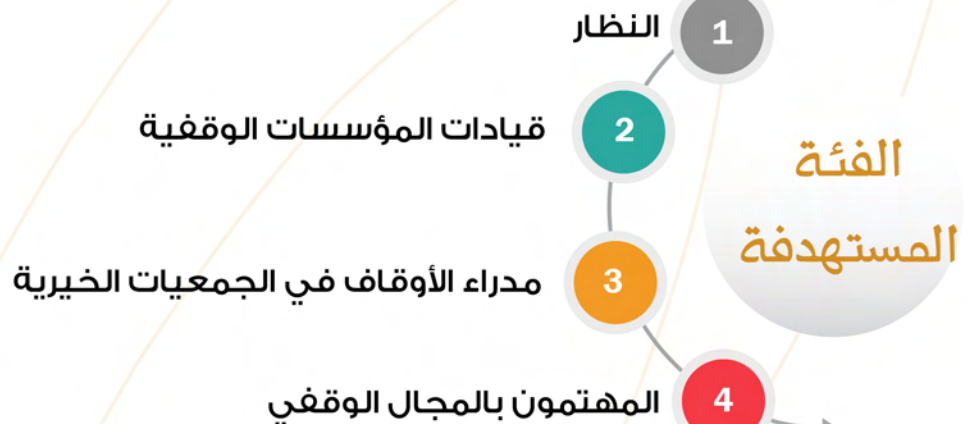 الفئة
المستهدفة
1 النظار
2 قيادات المؤسسات الوقفية
3 مدراء الأوقاف في الجمعيات الخيرية
4 المهتمون بالمجال الوقفي